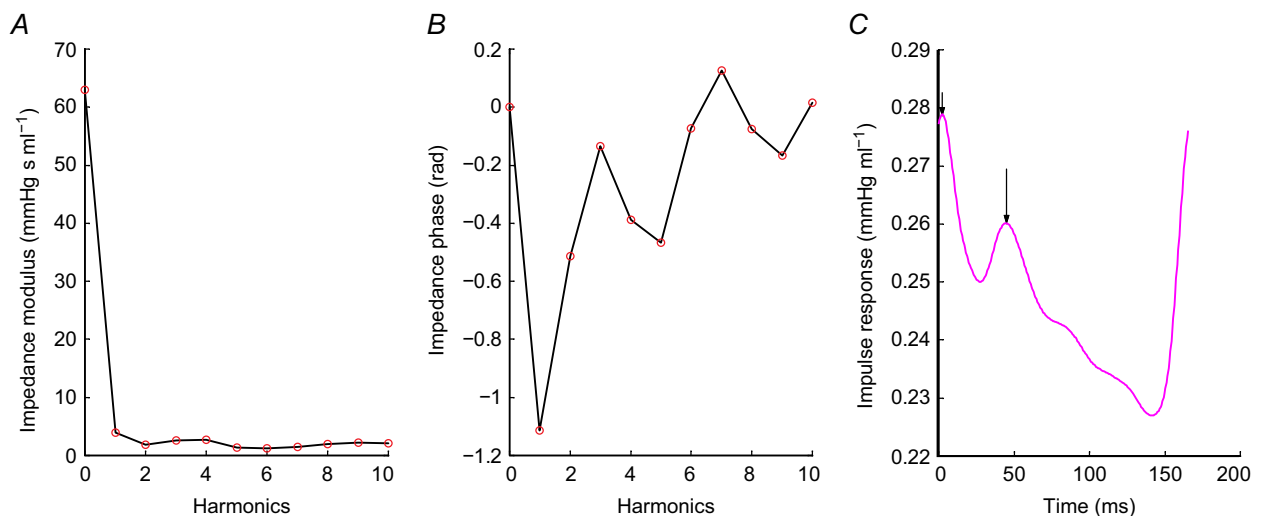 A
B
C
70
60
50
40
30
20
10
0
Impedance modulus (mmHg s ml⁻¹)
0 2 4 6 8 10
Harmonics
0.2
0
−0.2
−0.4
−0.6
−0.8
−1
−1.2
Impedance phase (rad)
0 2 4 6 8 10
Harmonics
0.29
0.28
0.27
0.26
0.25
0.24
0.23
0.22
Impulse response (mmHg ml⁻¹)
0 50 100 150 200
Time (ms)